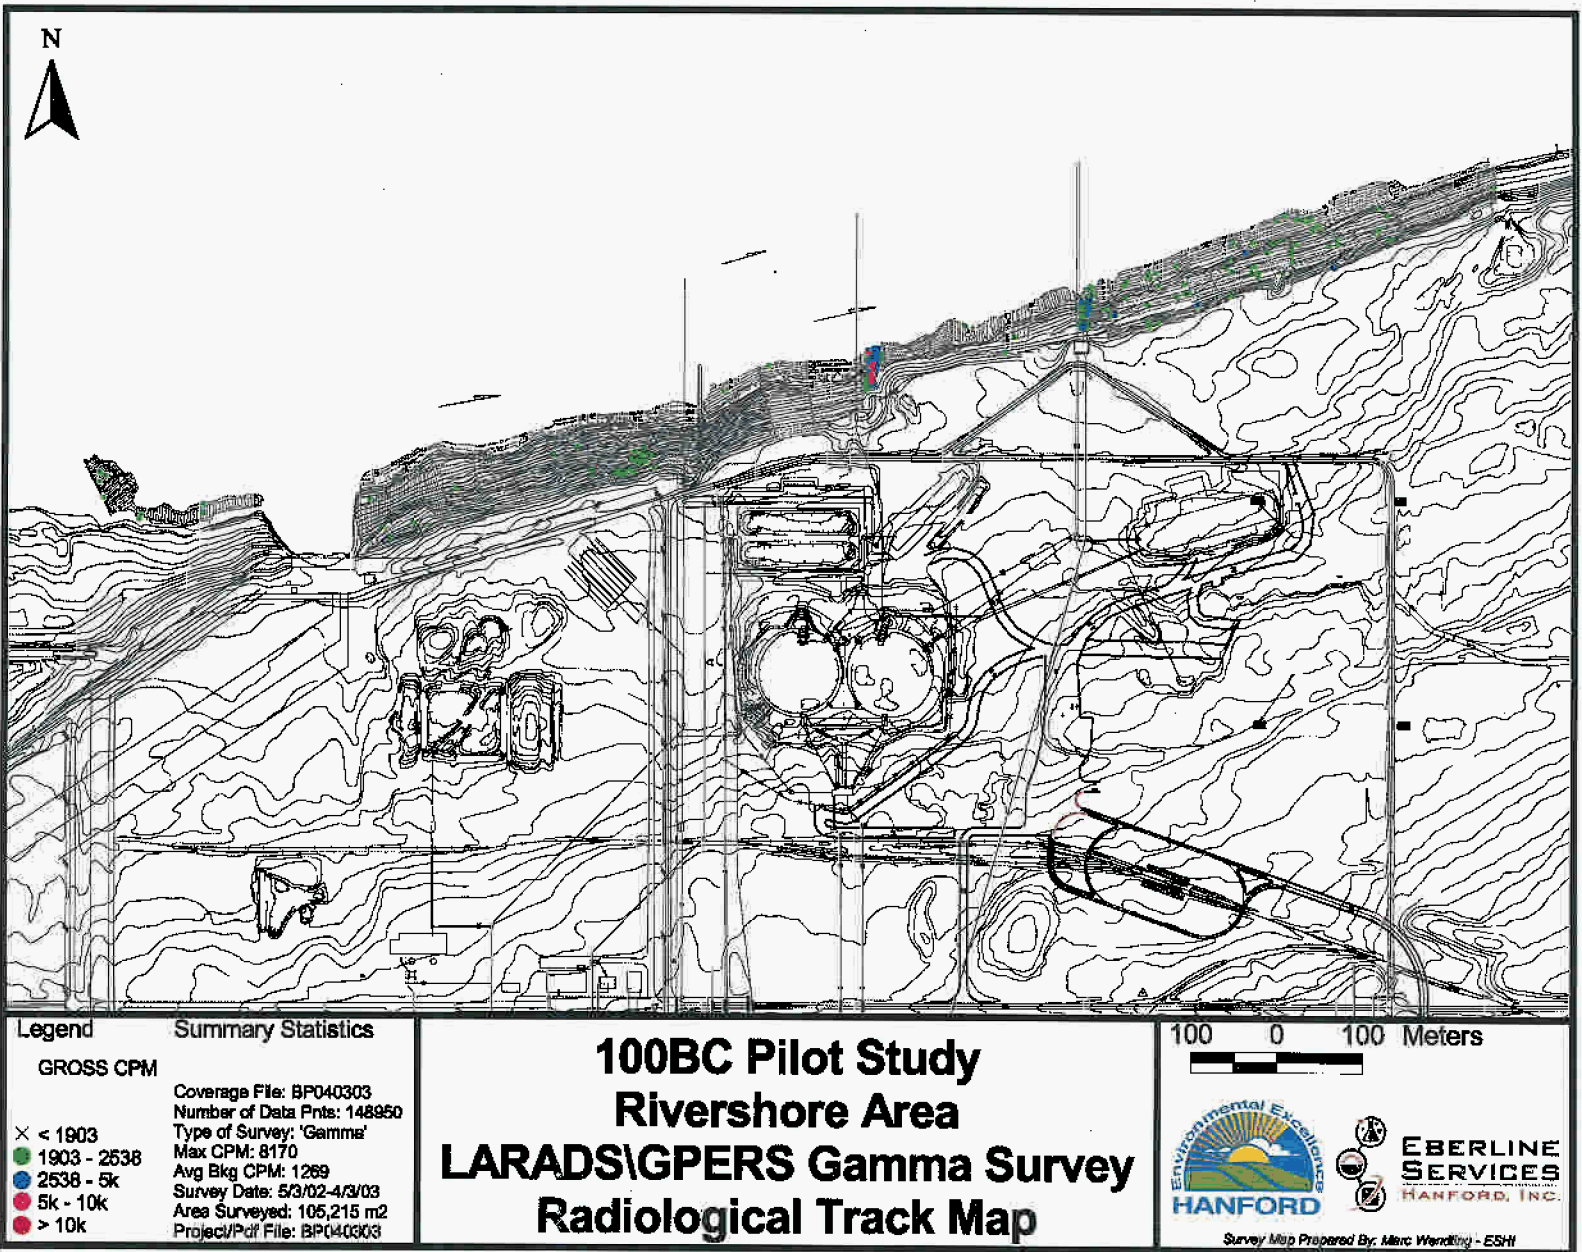 N
Legend
GROSS CPM
× < 1903
1903 - 2538
2538 - 5k
5k - 10k
> 10k
Summary Statistics
Coverage File: BP040303
Number of Data Pnts: 148950
Type of Survey: 'Gamma'
Max CPM: 8170
Avg Bkg CPM: 1269
Survey Date: 5/3/02-4/3/03
Area Surveyed: 105,215 m2
Project/Pdf File: BP040303
100BC Pilot Study
Rivershore Area
LARADS\GPERS Gamma Survey
Radiological Track Map
100 0 100 Meters
Environmental Excellence
HANFORD
EBERLINE
SERVICES
HANFORD, INC.
Survey Map Prepared By: Marc Wendling - ESHI